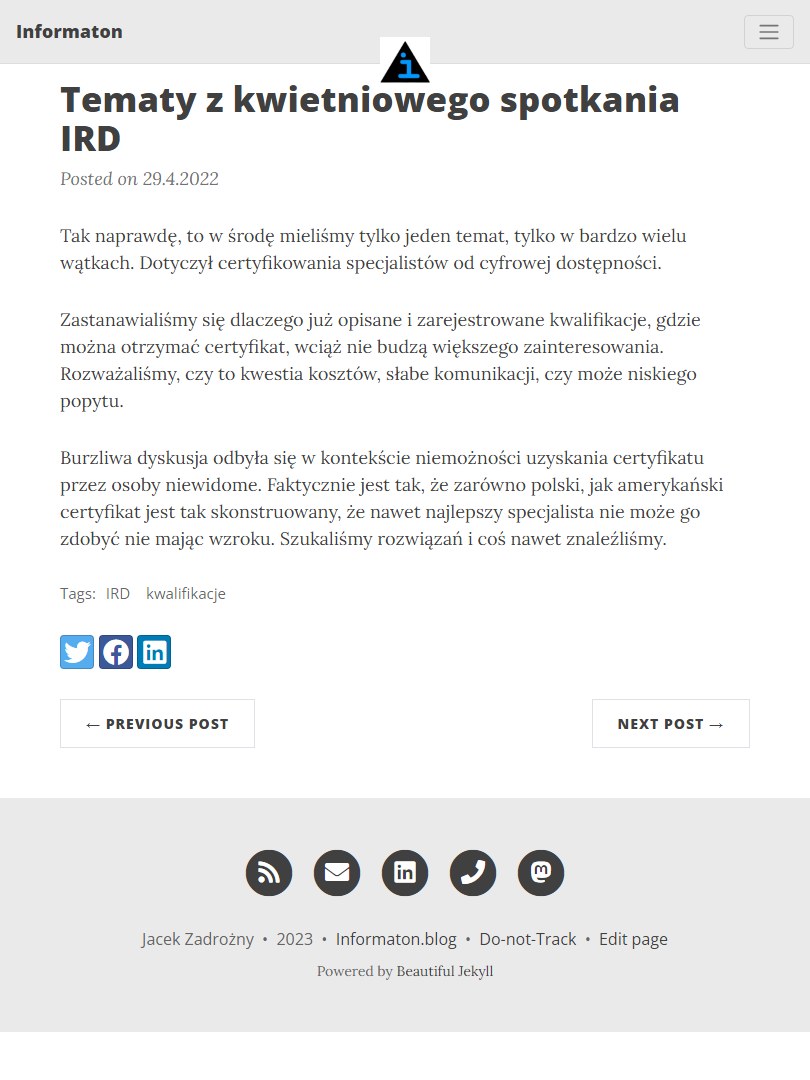 Informaton
i
Tematy z kwietniowego spotkania
IRD
Posted on 29.4.2022
Tak naprawdę, to w środę mieliśmy tylko jeden temat, tylko w bardzo wielu
wątkach. Dotyczył certyfikowania specjalistów od cyfrowej dostępności.
Zastanawialiśmy się dlaczego już opisane i zarejestrowane kwalifikacje, gdzie
można otrzymać certyfikat, wciąż nie budzą większego zainteresowania.
Rozważaliśmy, czy to kwestia kosztów, słabe komunikacji, czy może niskiego
popytu.
Burzliwa dyskusja odbyła się w kontekście niemożności uzyskania certyfikatu
przez osoby niewidome. Faktycznie jest tak, że zarówno polski, jak amerykański
certyfikat jest tak skonstruowany, że nawet najlepszy specjalista nie może go
zdobyć nie mając wzroku. Szukaliśmy rozwiązań i coś nawet znaleźliśmy.
Tags: IRD kwalifikacje
← PREVIOUS POST
NEXT POST →
Jacek Zadrożny • 2023 • Informaton.blog • Do-not-Track • Edit page
Powered by Beautiful Jekyll